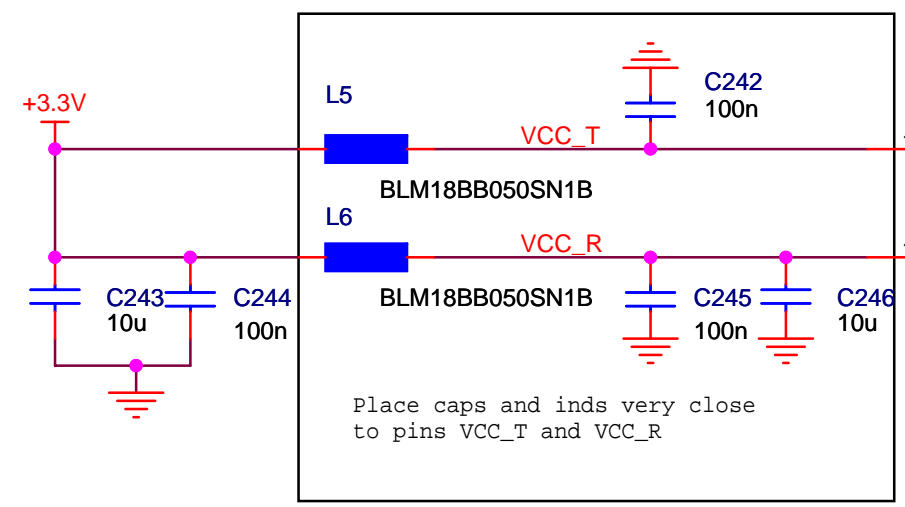 C242
L5
100n
+3.3V
VCC_T
BLM18BB050SN1B
L6
VCC_R
BLM18BB050SN1B
C243
10u
C244
100n
C245
100n
C246
10u
Place caps and inds very close
to pins VCC_T and VCC_R